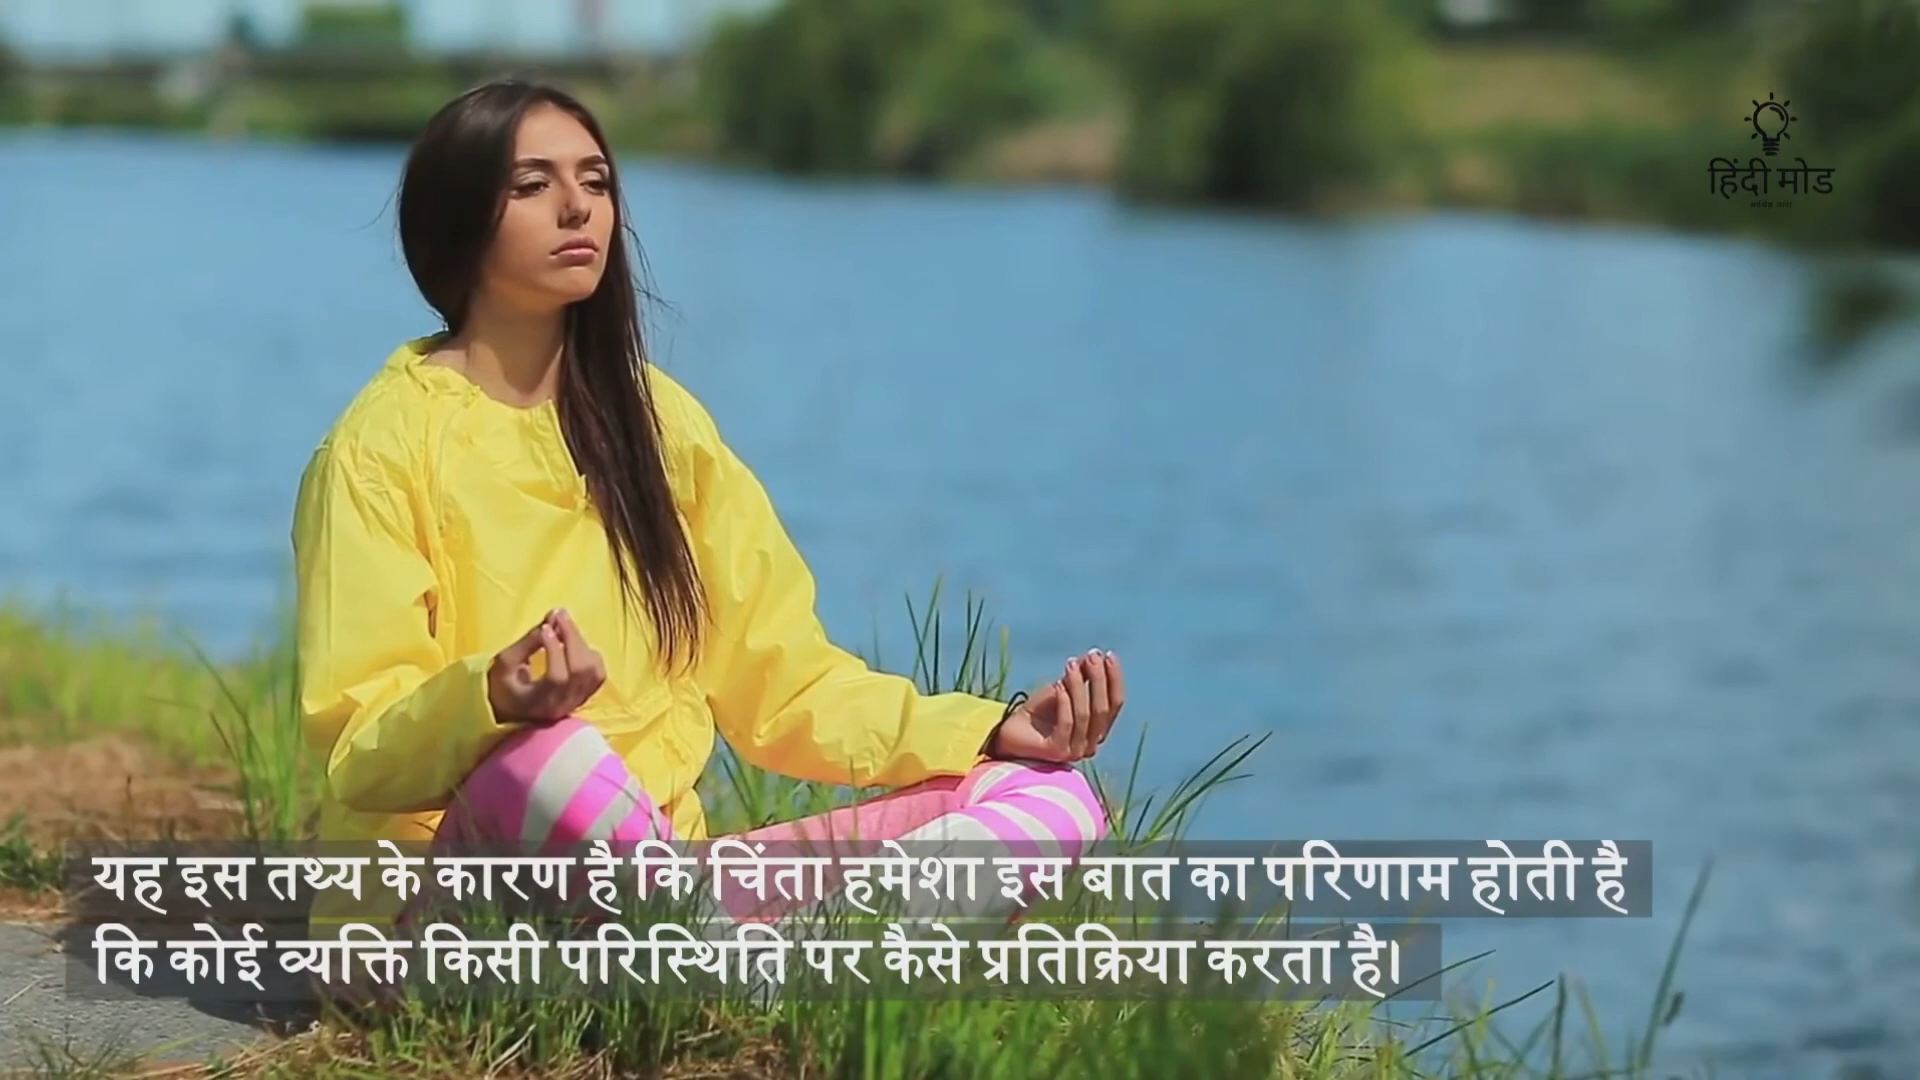 हिंदी मोड
यह इस तथ्य के कारण है कि चिंता हमेशा इस बात का परिणाम होती है
कि कोई व्यक्ति किसी परिस्थिति पर कैसे प्रतिक्रिया करता है।